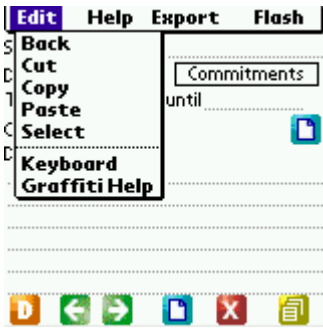 Edit Help Export Flash
Back
Cut
Copy
Paste
Select
Keyboard
Graffiti Help
Commitments
until
D
X